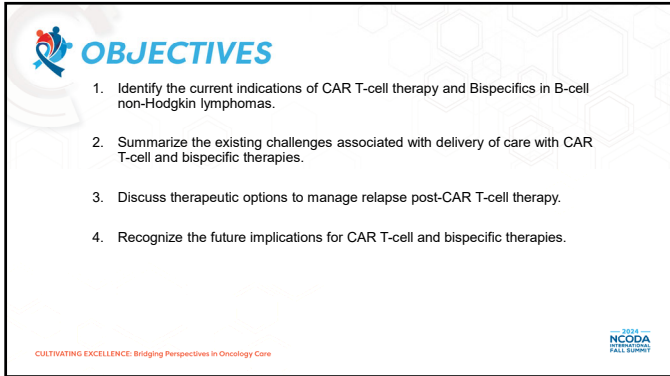 OBJECTIVES
1. Identify the current indications of CAR T-cell therapy and Bispecifics in B-cell
non-Hodgkin lymphomas.
2. Summarize the existing challenges associated with delivery of care with CAR
T-cell and bispecific therapies.
3. Discuss therapeutic options to manage relapse post-CAR T-cell therapy.
4. Recognize the future implications for CAR T-cell and bispecific therapies.
CULTIVATING EXCELLENCE: Bridging Perspectives in Oncology Care
2024
NCODA
INTERNATIONAL
FALL SUMMIT